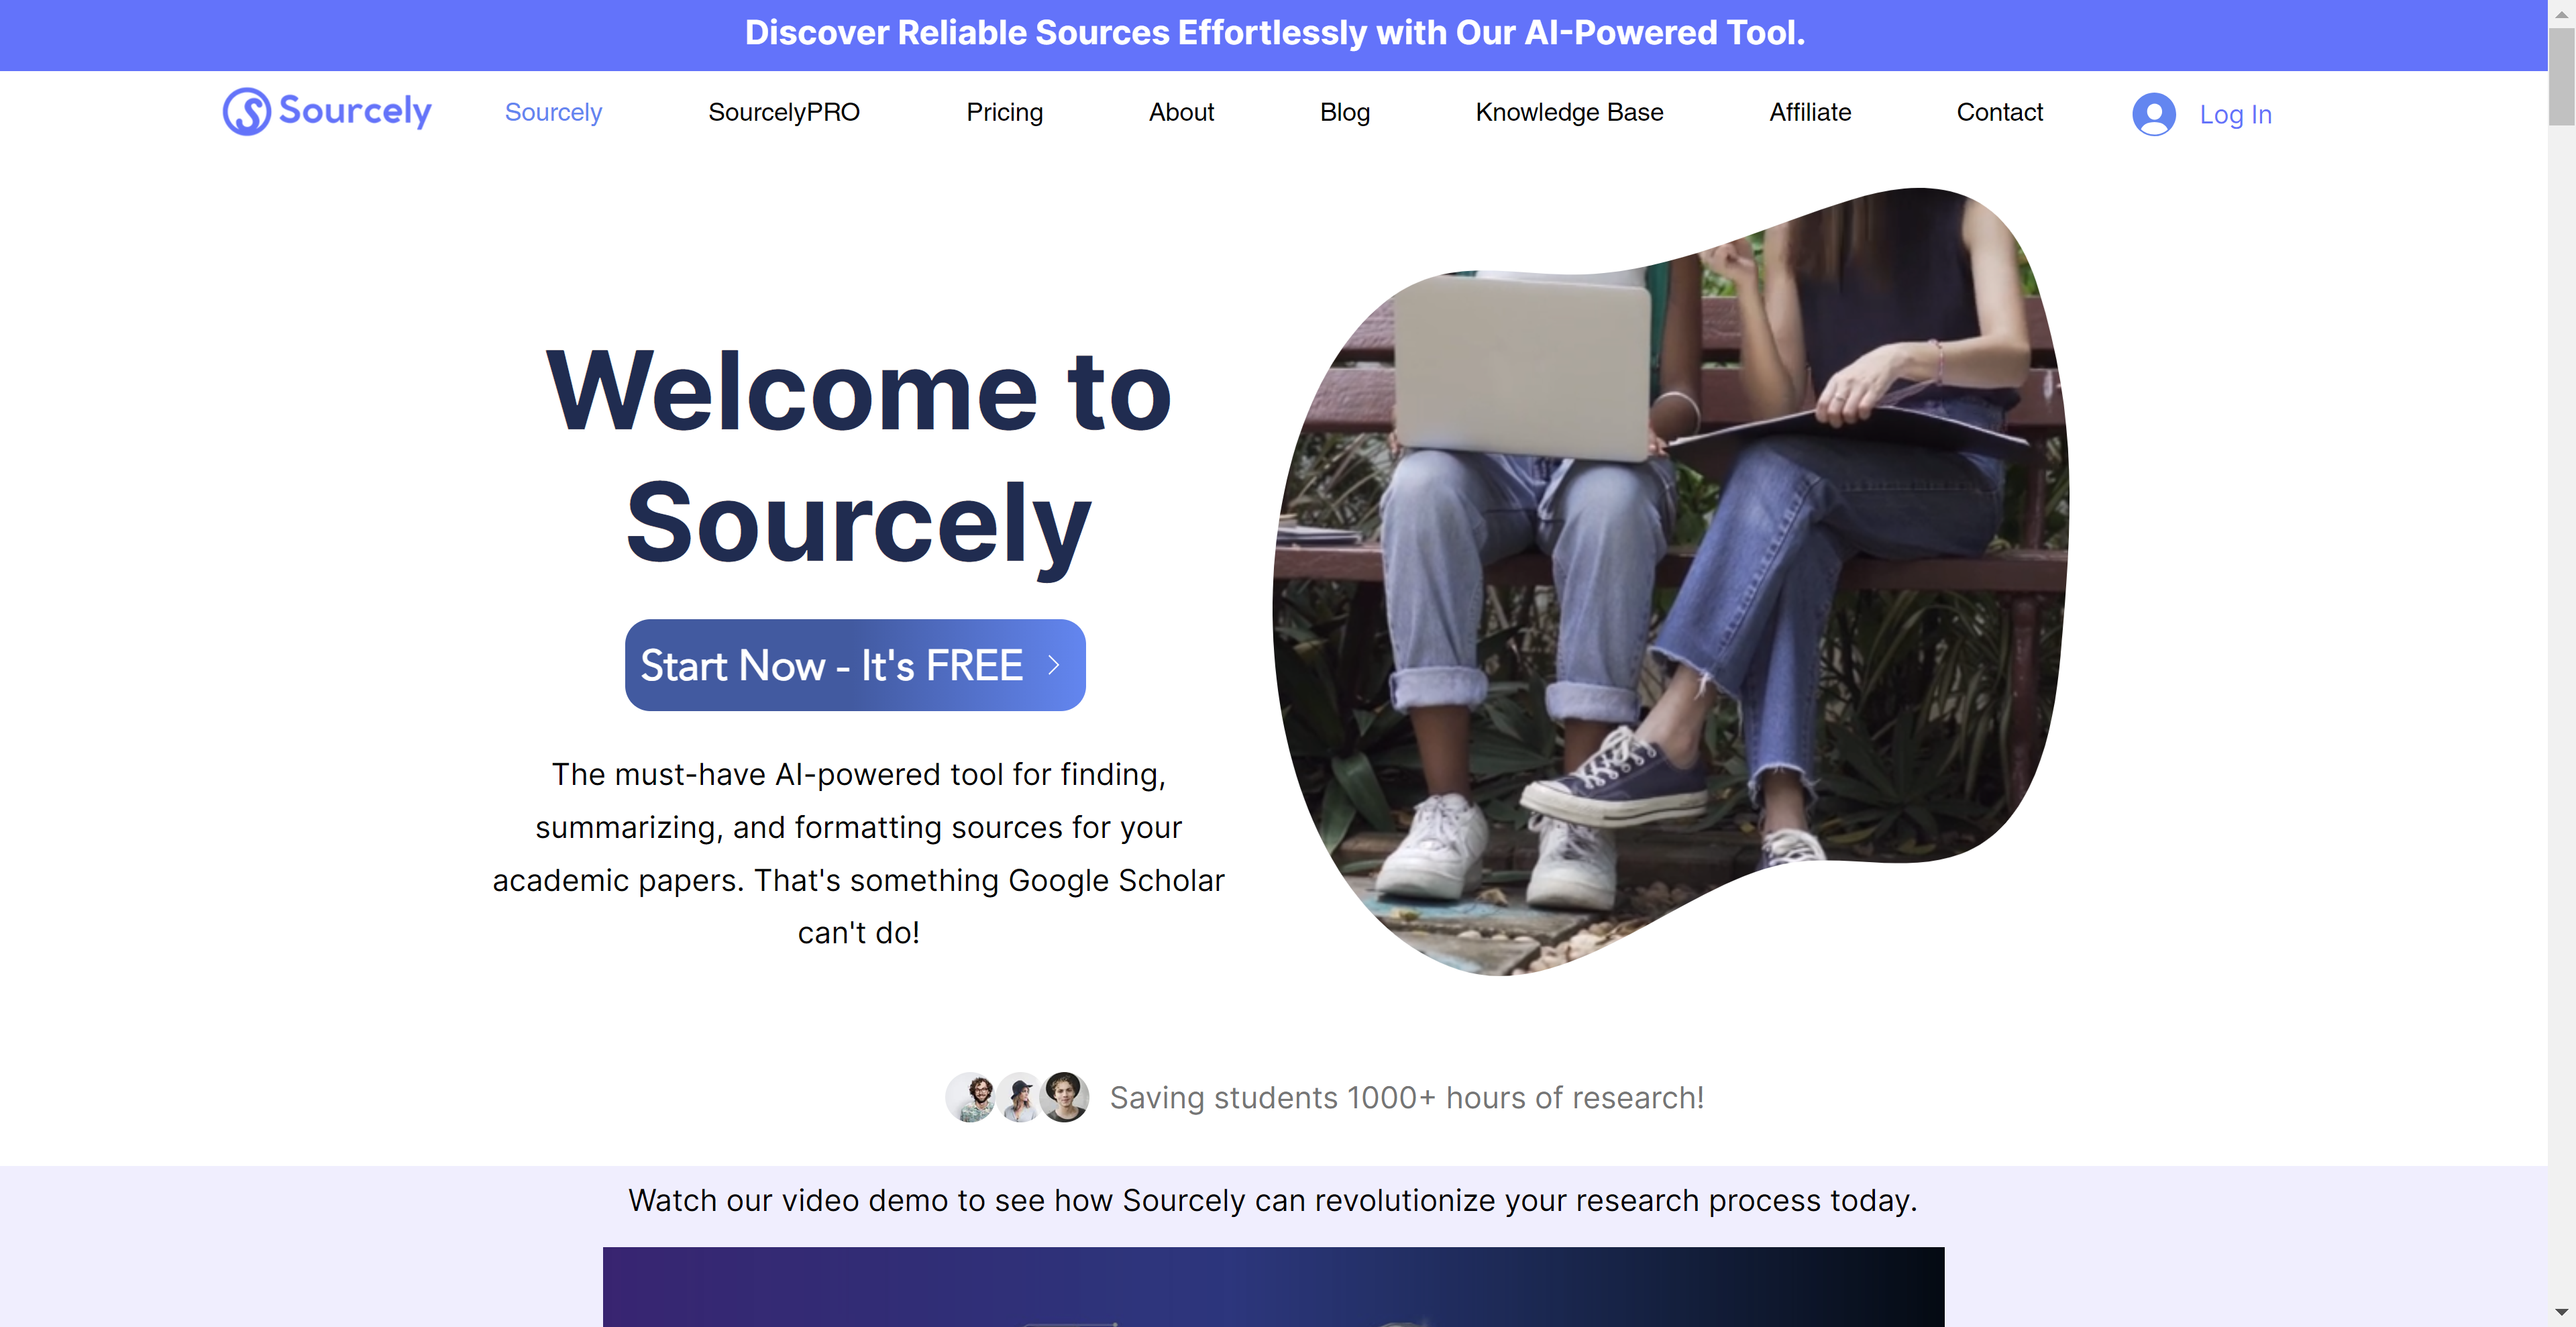 Discover Reliable Sources Effortlessly with Our AI-Powered Tool.
Sourcely
Sourcely
SourcelyPRO
Pricing
About
Blog
Knowledge Base
Affiliate
Contact
Log In
Welcome to
Sourcely
Start Now - It's FREE
The must-have AI-powered tool for finding,
summarizing, and formatting sources for your
academic papers. That's something Google Scholar
can't do!
Saving students 1000+ hours of research!
Watch our video demo to see how Sourcely can revolutionize your research process today.